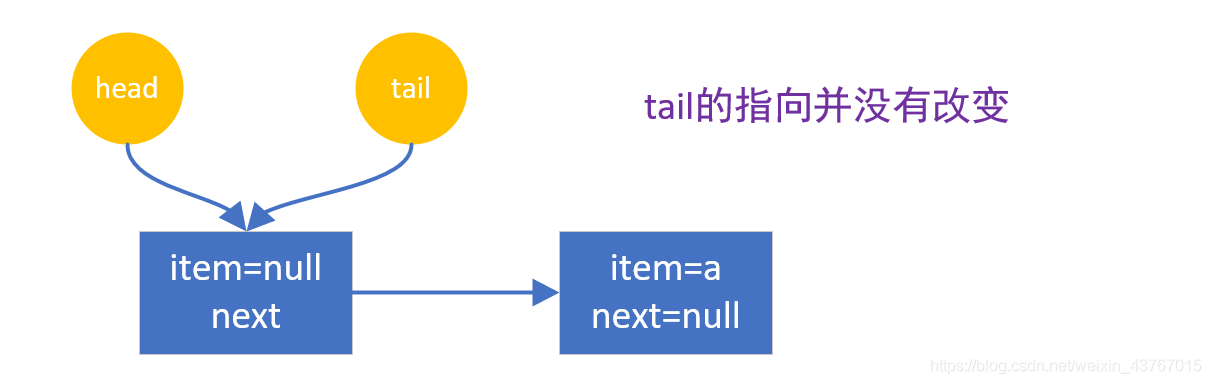 head
tail
tail的指向并没有改变
item=null
next
item=a
next=null
https://blog.csdn.net/weixin_43767015